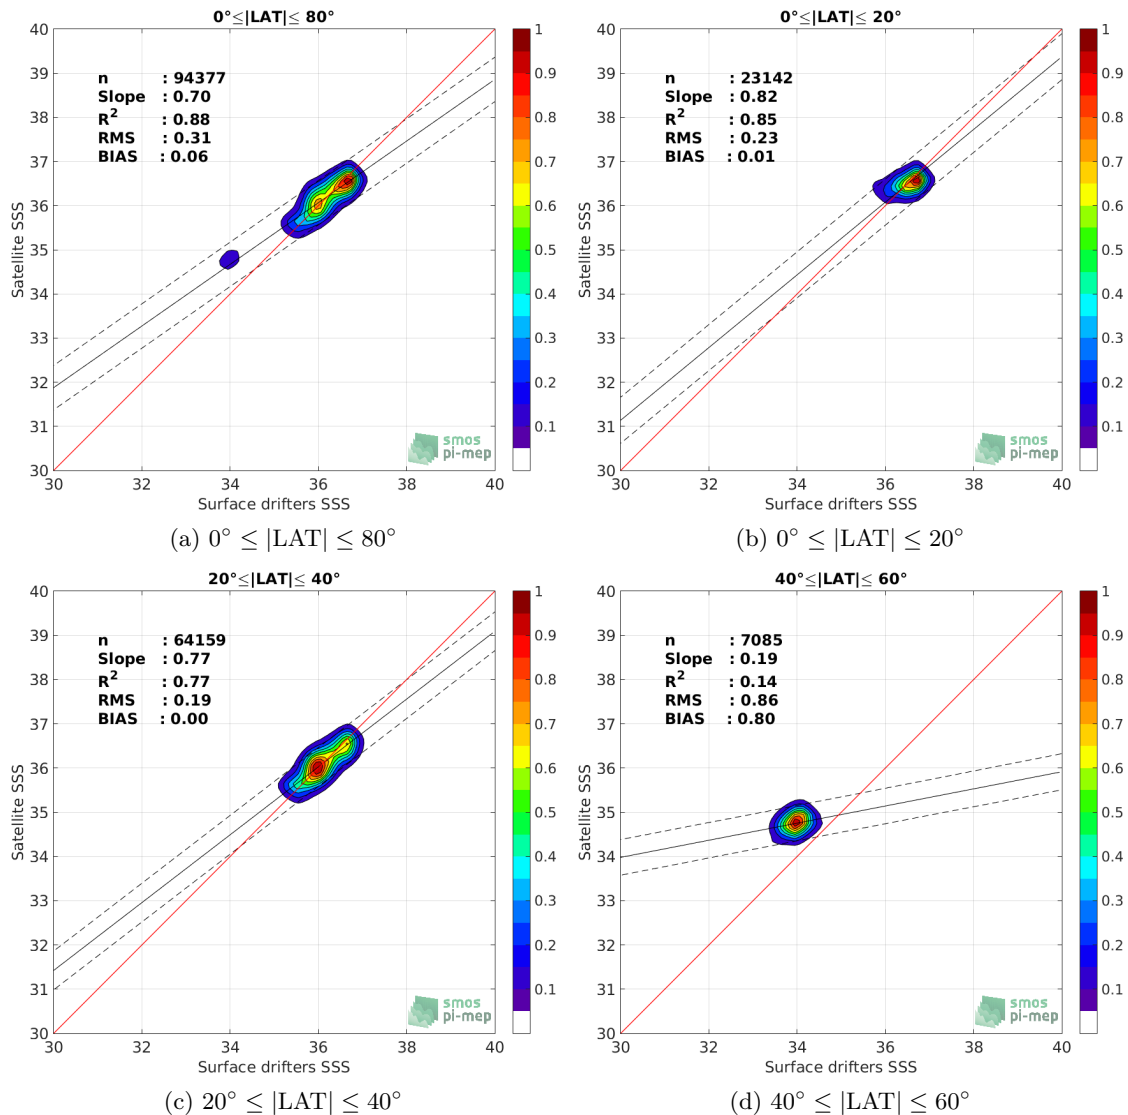 0°≤|LAT|≤ 80°
n : 94377
Slope : 0.70
R2 : 0.88
RMS : 0.31
BIAS : 0.06
Satellite SSS
40
39
38
37
36
35
34
33
32
31
30
30 32 34 36 38 40
Surface drifters SSS
1
0.9
0.8
0.7
0.6
0.5
0.4
0.3
0.2
0.1
smos
pi-mep
(a) 0° ≤ |LAT| ≤ 80°
0°≤|LAT|≤ 20°
n : 23142
Slope : 0.82
R2 : 0.85
RMS : 0.23
BIAS : 0.01
Satellite SSS
40
39
38
37
36
35
34
33
32
31
30
30 32 34 36 38 40
Surface drifters SSS
1
0.9
0.8
0.7
0.6
0.5
0.4
0.3
0.2
0.1
smos
pi-mep
(b) 0° ≤ |LAT| ≤ 20°
20°≤|LAT|≤ 40°
n : 64159
Slope : 0.77
R2 : 0.77
RMS : 0.19
BIAS : 0.00
Satellite SSS
40
39
38
37
36
35
34
33
32
31
30
30 32 34 36 38 40
Surface drifters SSS
1
0.9
0.8
0.7
0.6
0.5
0.4
0.3
0.2
0.1
smos
pi-mep
(c) 20° ≤ |LAT| ≤ 40°
40°≤|LAT|≤ 60°
n : 7085
Slope : 0.19
R2 : 0.14
RMS : 0.86
BIAS : 0.80
Satellite SSS
40
39
38
37
36
35
34
33
32
31
30
30 32 34 36 38 40
Surface drifters SSS
1
0.9
0.8
0.7
0.6
0.5
0.4
0.3
0.2
0.1
smos
pi-mep
(d) 40° ≤ |LAT| ≤ 60°